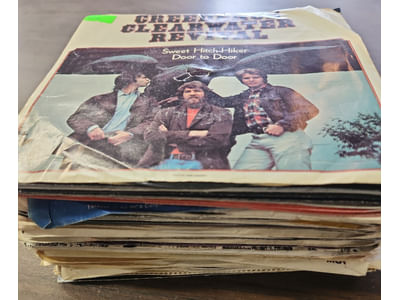 CREEDENCE
CLEARWATER
REVIVAL
Sweet Hitch-Hiker
Door to Door